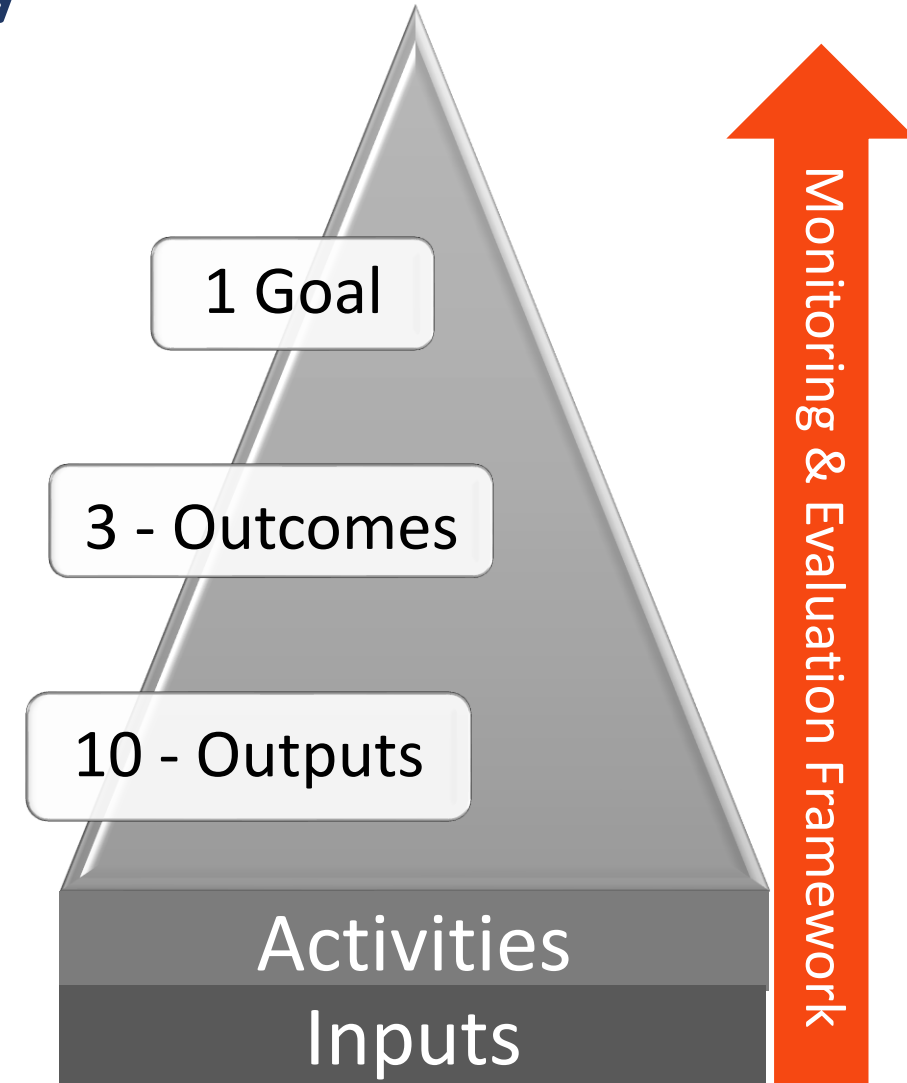 1 Goal
3 - Outcomes
10 - Outputs
Activities
Inputs
Monitoring & Evaluation Framework